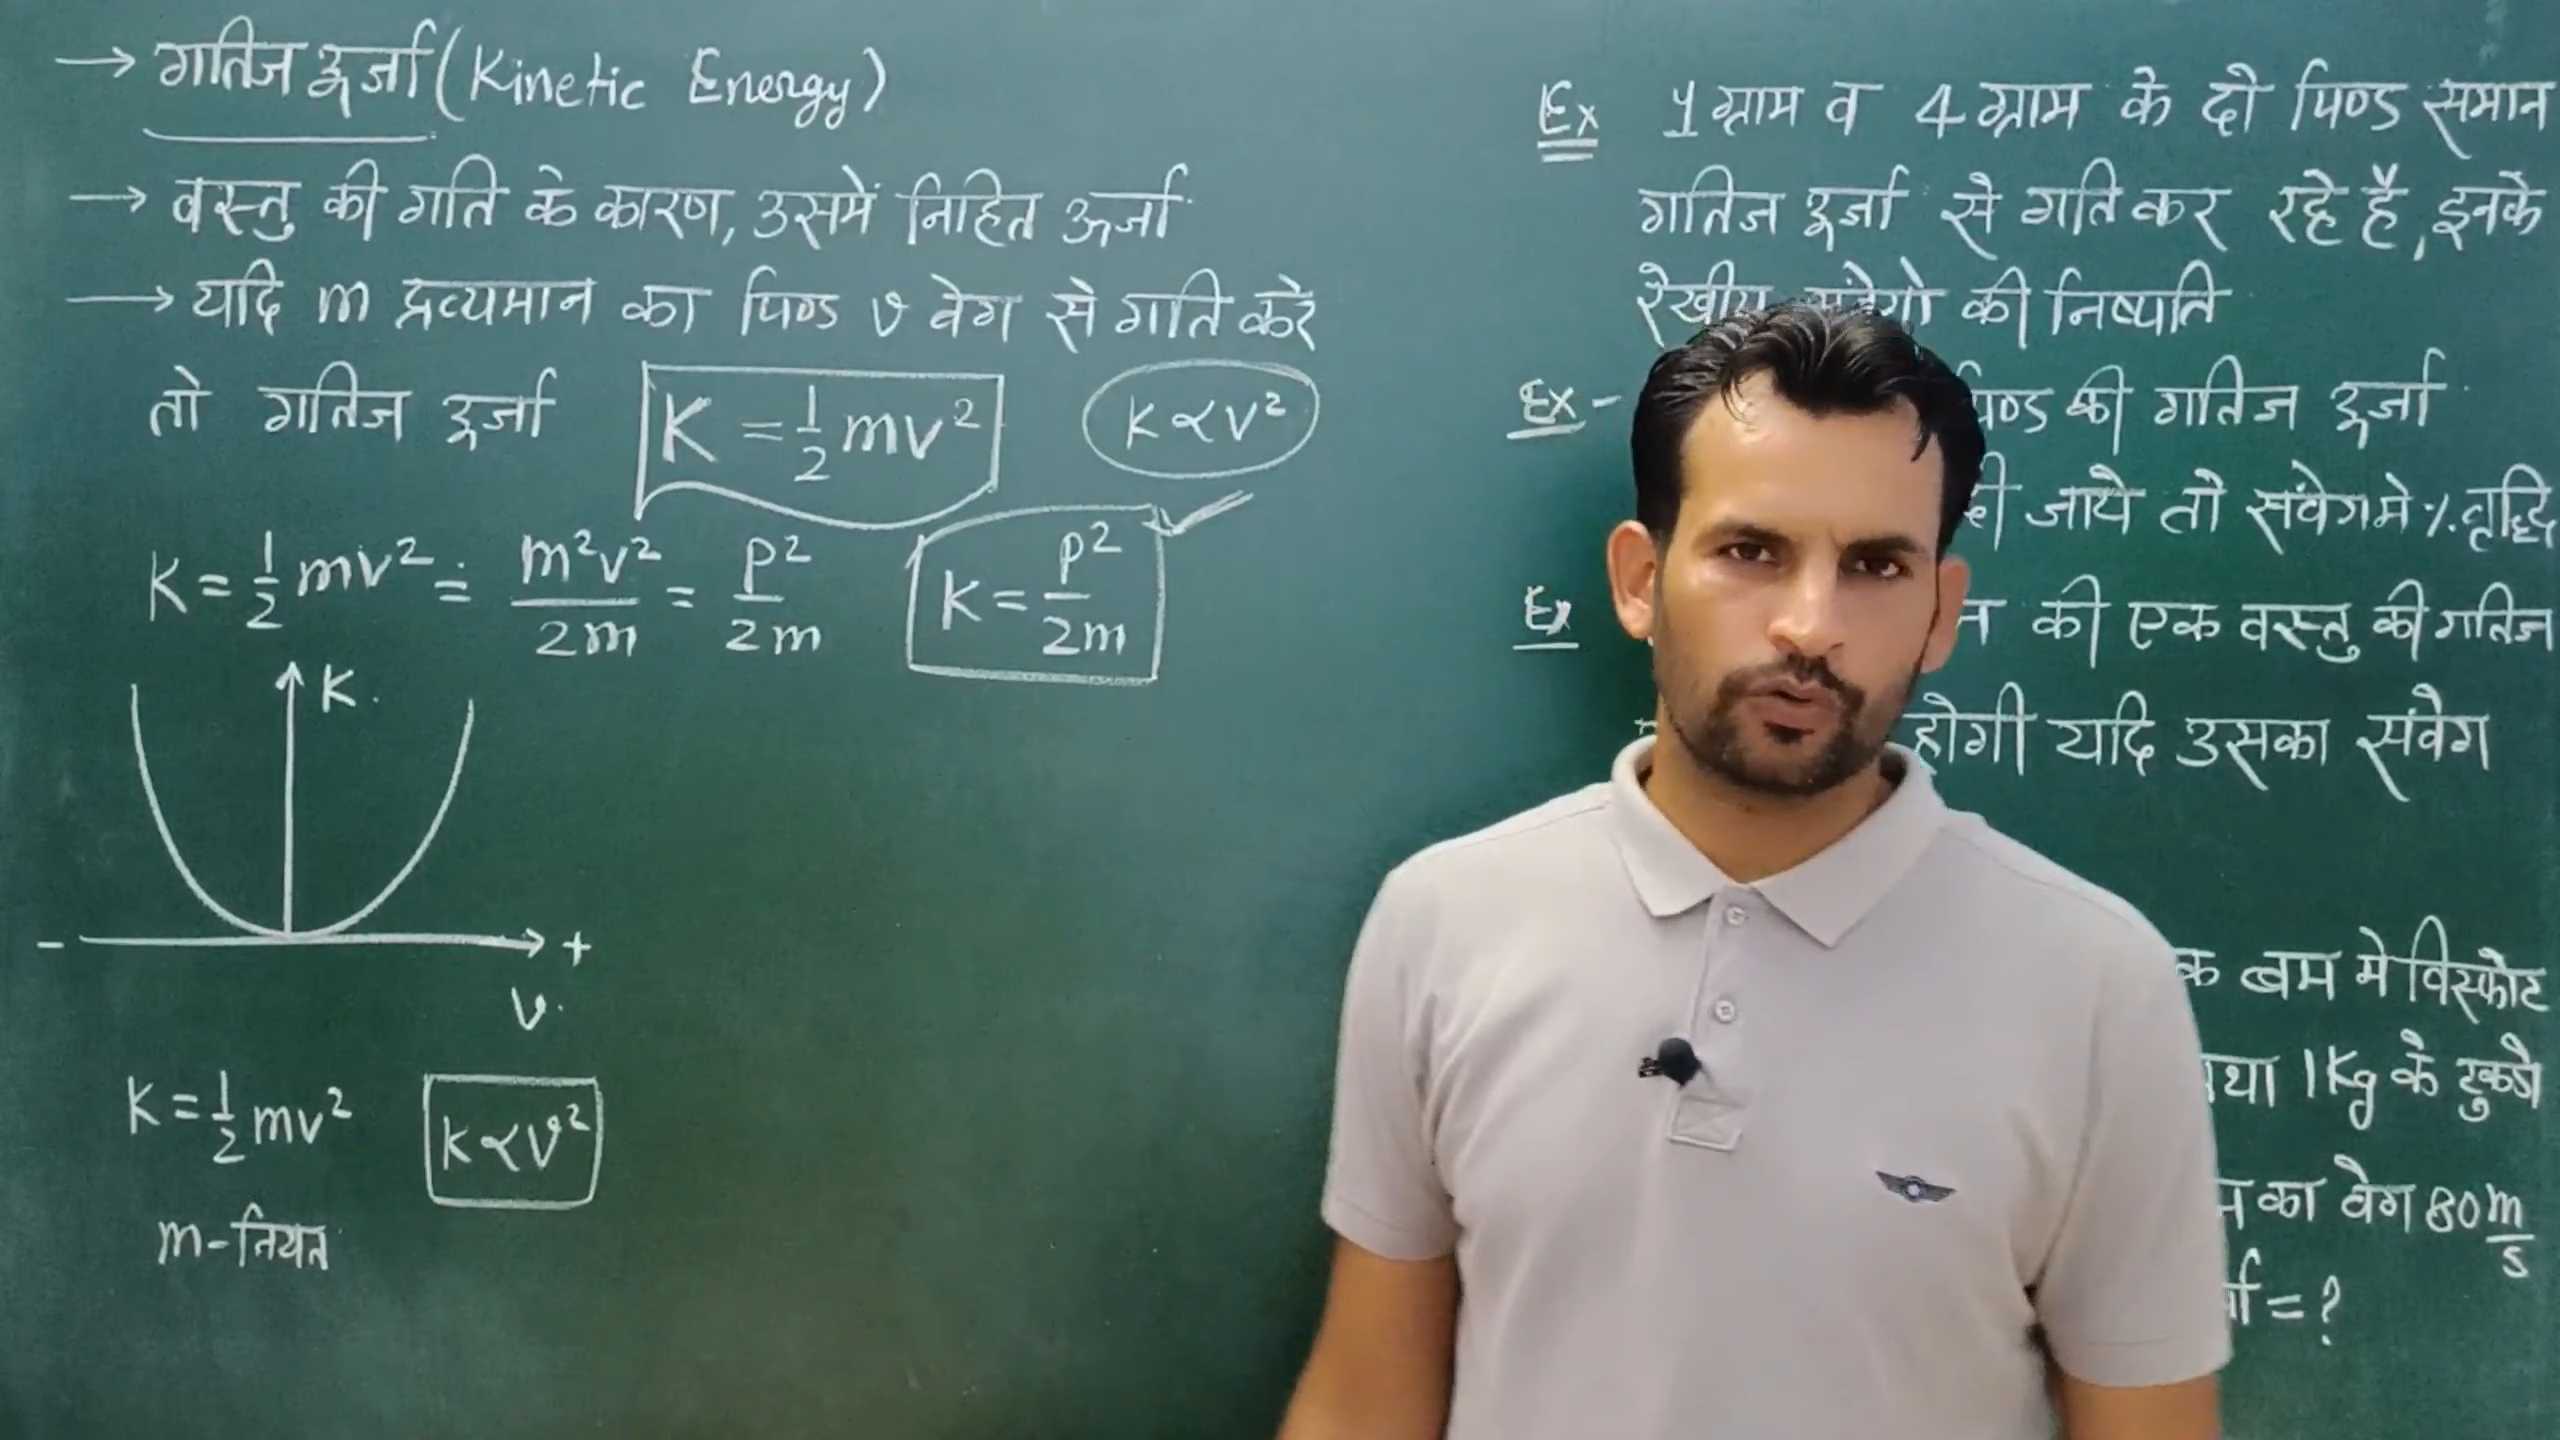 → गतिज ऊर्जा (Kinetic Energy)
→ वस्तु की गति के कारण, उसमें निहित ऊर्जा
→ यदि m द्रव्यमान का पिण्ड v वेग से गति करे
तो गतिज ऊर्जा K = 1/2 mv² K ∝ v²
K = 1/2 mv² = m²v²/2m = P²/2m K = P²/2m
K.
- +
v.
K = 1/2 mv² K ∝ v²
m-नियत
Ex 1 ग्राम व 4 ग्राम के दो पिण्ड समान
गतिज ऊर्जा से गति कर रहे हैं, इनके
रेखीय की निष्पति
Ex - की गतिज ऊर्जा
दी जाये तो संवेग मे % वृद्धि
Ex की एक वस्तु की गतिज
होगी यदि उसका संवेग
बम मे विस्फोट
1Kg के टुकडे
का वेग 80 m/s
= ?